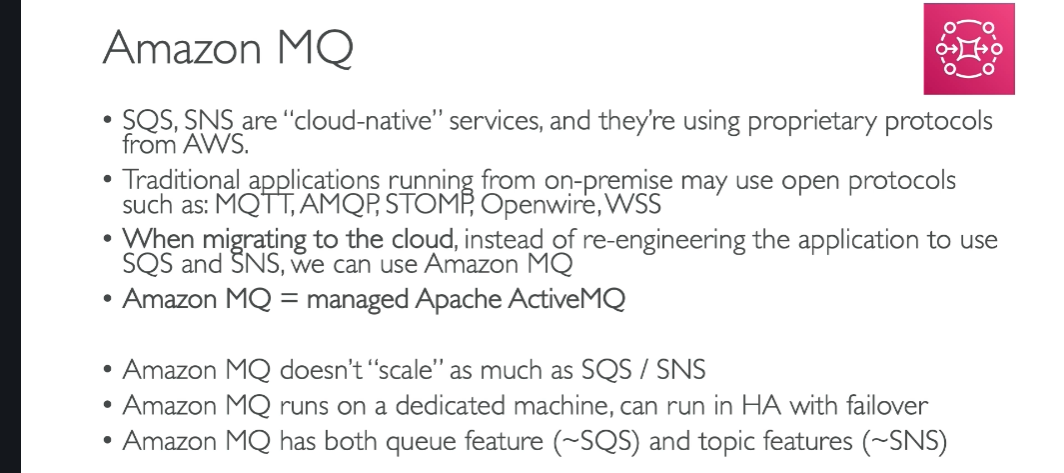 Amazon MQ
• SQS, SNS are “cloud-native” services, and they’re using proprietary protocols
from AWS.
• Traditional applications running from on-premise may use open protocols
such as: MQTT, AMQP, STOMP, Openwire, WSS
• When migrating to the cloud, instead of re-engineering the application to use
SQS and SNS, we can use Amazon MQ
• Amazon MQ = managed Apache ActiveMQ
• Amazon MQ doesn’t “scale” as much as SQS / SNS
• Amazon MQ runs on a dedicated machine, can run in HA with failover
• Amazon MQ has both queue feature (~SQS) and topic features (~SNS)